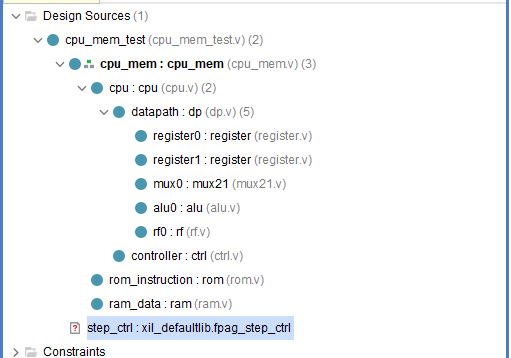 Design Sources (1)
cpu_mem_test (cpu_mem_test.v) (2)
cpu_mem : cpu_mem (cpu_mem.v) (3)
cpu : cpu (cpu.v) (2)
datapath : dp (dp.v) (5)
register0 : register (register.v)
register1 : register (register.v)
mux0 : mux21 (mux21.v)
alu0 : alu (alu.v)
rf0 : rf (rf.v)
controller : ctrl (ctrl.v)
rom_instruction : rom (rom.v)
ram_data : ram (ram.v)
? step_ctrl : xil_defaultlib.fpag_step_ctrl
Constraints